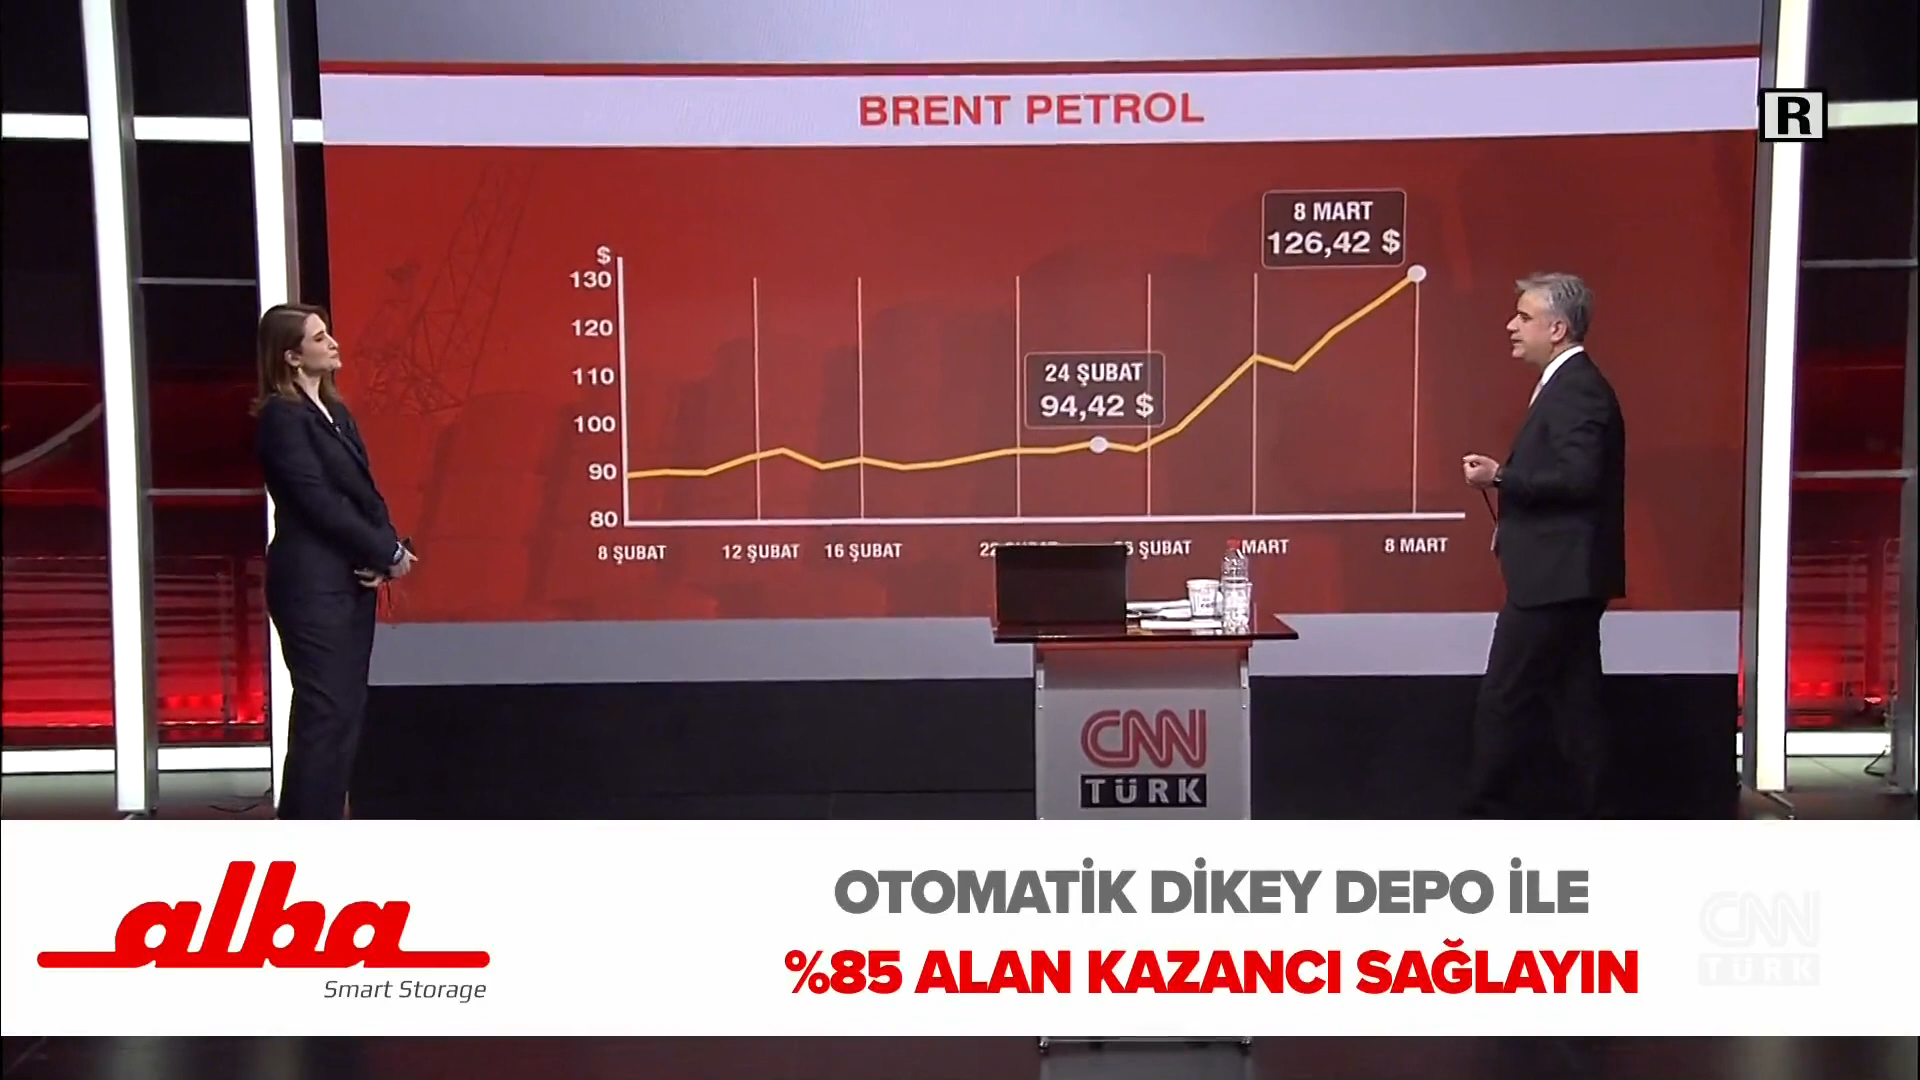 BRENT PETROL
R
8 MART
126,42 $
$
130
120
110
100
90
80
24 ŞUBAT
94,42 $
8 ŞUBAT
12 ŞUBAT
16 ŞUBAT
22
ŞUBAT
MART
8 MART
CNN
TÜRK
alba
Smart Storage
OTOMATİK DİKEY DEPO İLE
%85 ALAN KAZANCI SAĞLAYIN
CNN
TÜRK